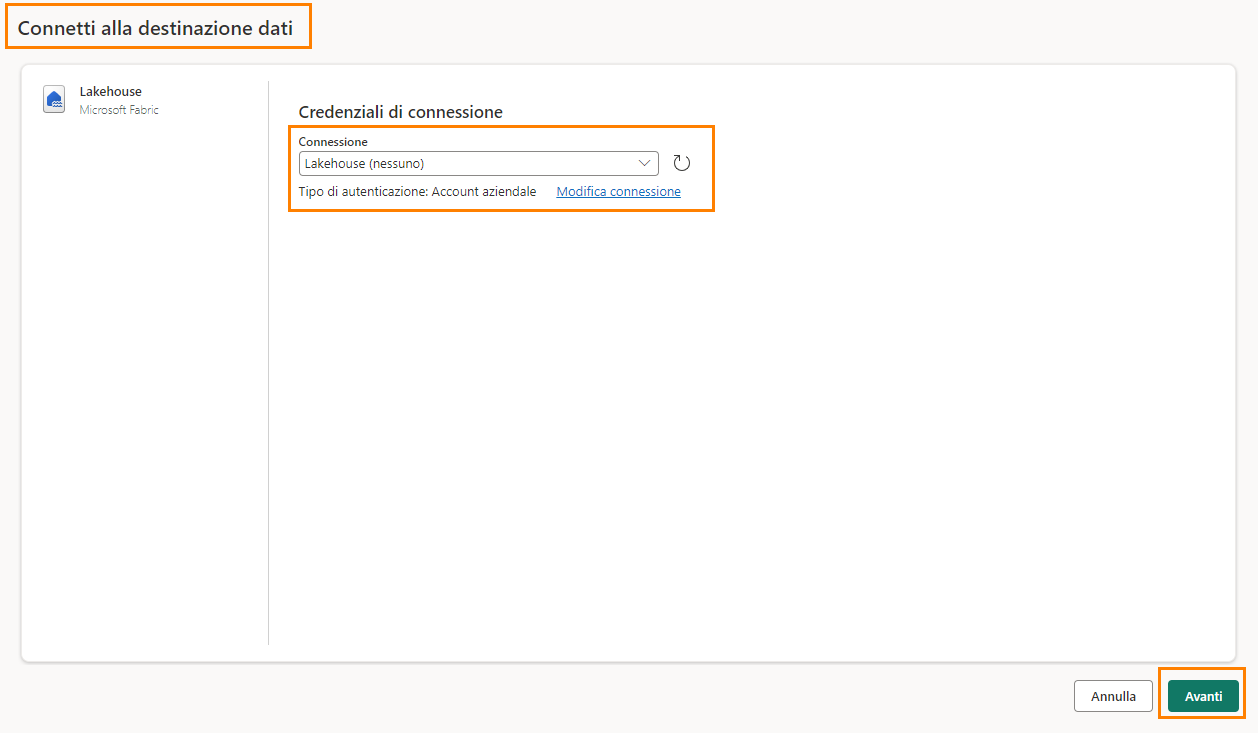 Connetti alla destinazione dati
Lakehouse
Microsoft Fabric
Credenziali di connessione
Connessione
Lakehouse (nessuno)
Tipo di autenticazione: Account aziendale Modifica connessione
Annulla Avanti